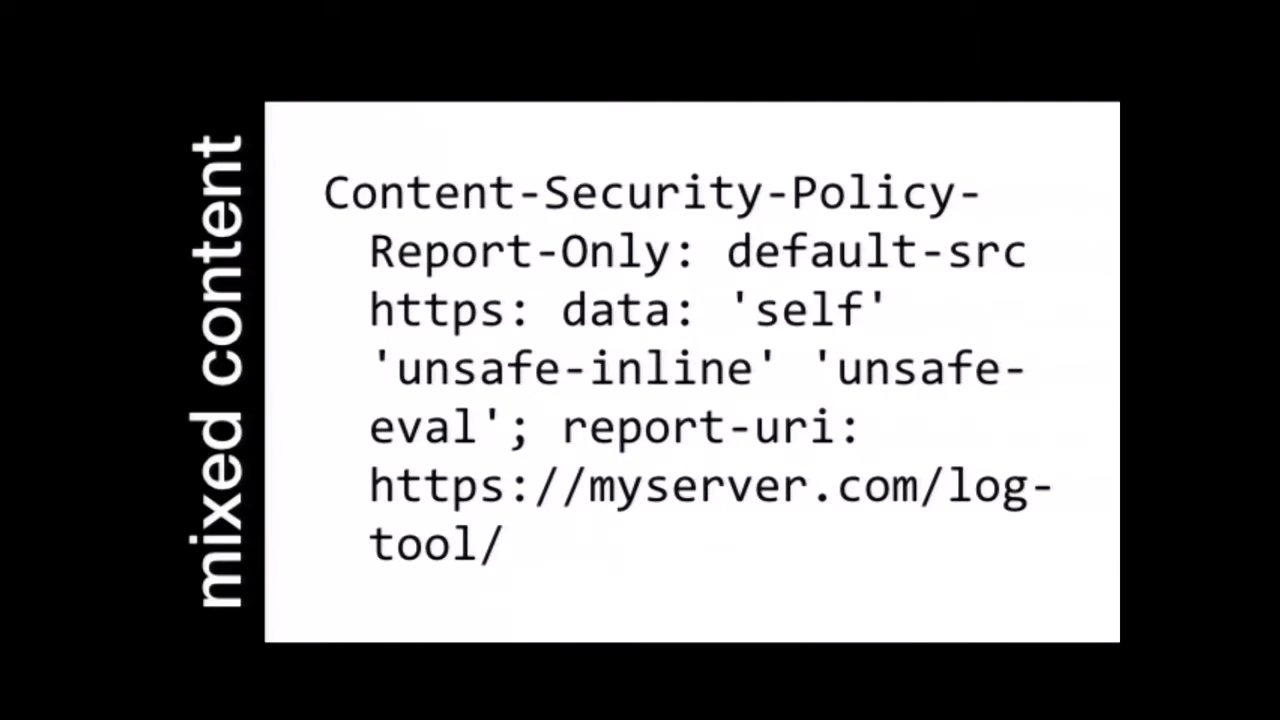 mixed content
Content-Security-Policy-
Report-Only: default-src
https: data: 'self'
'unsafe-inline' 'unsafe-
eval'; report-uri:
https://myserver.com/log-
tool/